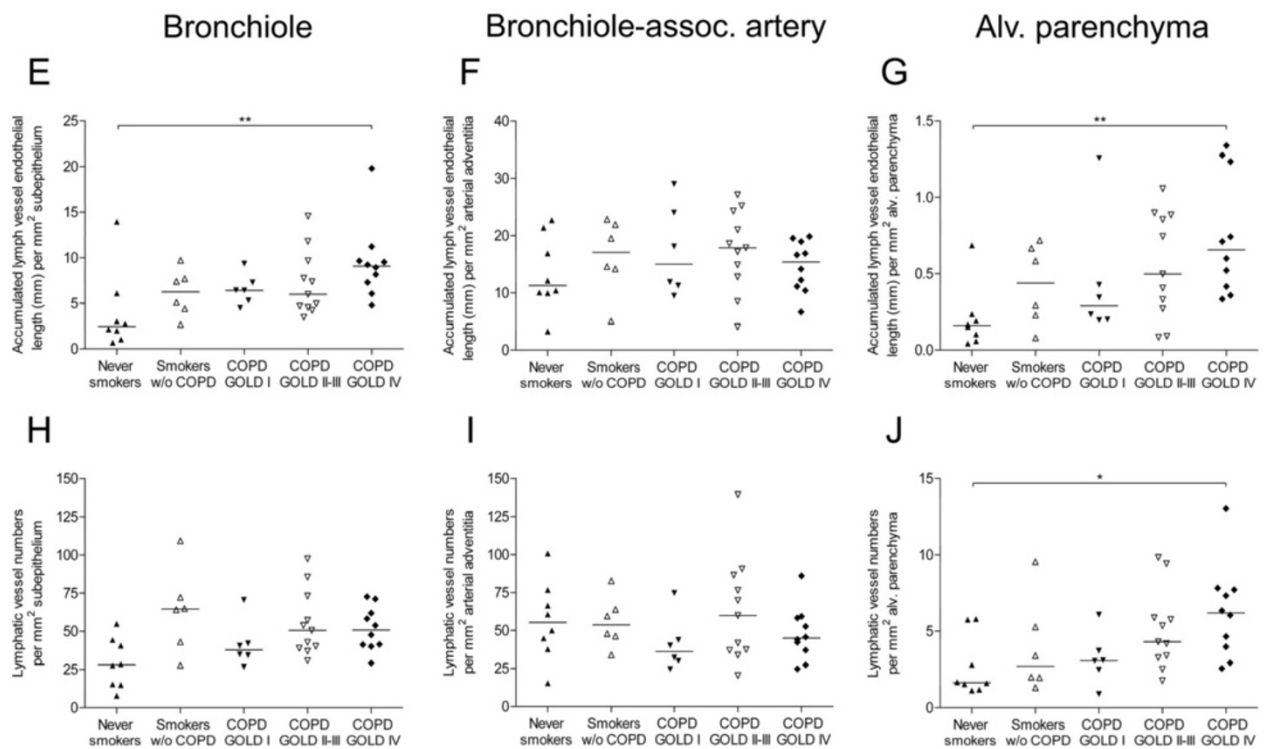 Bronchiole
Bronchiole-assoc. artery
Alv. parenchyma
E
Accumulated lymph vessel endothelial
length (mm) per mm² subepithelium
25
20
15
10
5
0
**
Never
smokers
Smokers
w/o COPD
COPD
GOLD I
COPD
GOLD II-III
COPD
GOLD IV
F
Accumulated lymph vessel endothelial
length (mm) per mm² arterial adventitia
40
30
20
10
0
Never
smokers
Smokers
w/o COPD
COPD
GOLD I
COPD
GOLD II-III
COPD
GOLD IV
G
Accumulated lymph vessel endothelial
length (mm) per mm² alv. parenchyma
1.5
1.0
0.5
0.0
**
Never
smokers
Smokers
w/o COPD
COPD
GOLD I
COPD
GOLD II-III
COPD
GOLD IV
H
Lymphatic vessel numbers
per mm² subepithelium
150
125
100
75
50
25
0
Never
smokers
Smokers
w/o COPD
COPD
GOLD I
COPD
GOLD II-III
COPD
GOLD IV
I
Lymphatic vessel numbers
per mm² arterial adventitia
150
125
100
75
50
25
0
Never
smokers
Smokers
w/o COPD
COPD
GOLD I
COPD
GOLD II-III
COPD
GOLD IV
J
Lymphatic vessel numbers
per mm² alv. parenchyma
15
10
5
0
*
Never
smokers
Smokers
w/o COPD
COPD
GOLD I
COPD
GOLD II-III
COPD
GOLD IV